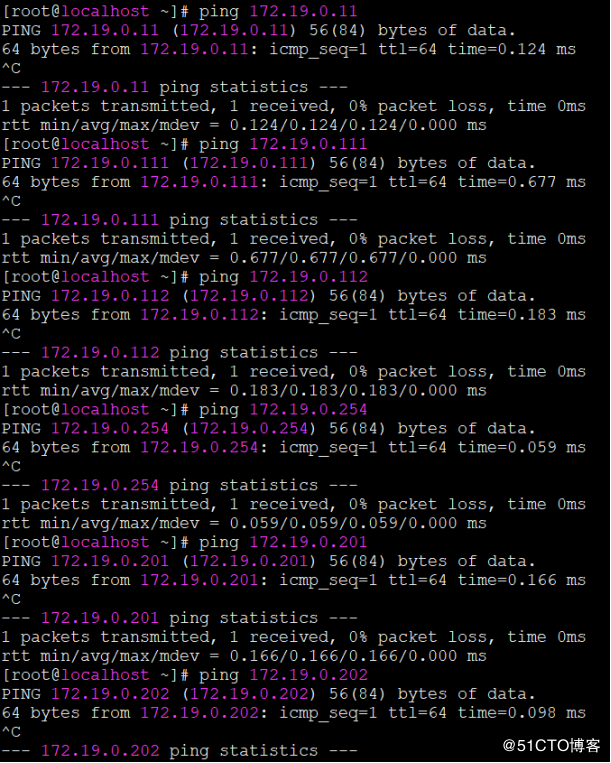 [root@localhost ~]# ping 172.19.0.11
PING 172.19.0.11 (172.19.0.11) 56(84) bytes of data.
64 bytes from 172.19.0.11: icmp_seq=1 ttl=64 time=0.124 ms
^C
--- 172.19.0.11 ping statistics ---
1 packets transmitted, 1 received, 0% packet loss, time 0ms
rtt min/avg/max/mdev = 0.124/0.124/0.124/0.000 ms
[root@localhost ~]# ping 172.19.0.111
PING 172.19.0.111 (172.19.0.111) 56(84) bytes of data.
64 bytes from 172.19.0.111: icmp_seq=1 ttl=64 time=0.677 ms
^C
--- 172.19.0.111 ping statistics ---
1 packets transmitted, 1 received, 0% packet loss, time 0ms
rtt min/avg/max/mdev = 0.677/0.677/0.677/0.000 ms
[root@localhost ~]# ping 172.19.0.112
PING 172.19.0.112 (172.19.0.112) 56(84) bytes of data.
64 bytes from 172.19.0.112: icmp_seq=1 ttl=64 time=0.183 ms
^C
--- 172.19.0.112 ping statistics ---
1 packets transmitted, 1 received, 0% packet loss, time 0ms
rtt min/avg/max/mdev = 0.183/0.183/0.183/0.000 ms
[root@localhost ~]# ping 172.19.0.254
PING 172.19.0.254 (172.19.0.254) 56(84) bytes of data.
64 bytes from 172.19.0.254: icmp_seq=1 ttl=64 time=0.059 ms
^C
--- 172.19.0.254 ping statistics ---
1 packets transmitted, 1 received, 0% packet loss, time 0ms
rtt min/avg/max/mdev = 0.059/0.059/0.059/0.000 ms
[root@localhost ~]# ping 172.19.0.201
PING 172.19.0.201 (172.19.0.201) 56(84) bytes of data.
64 bytes from 172.19.0.201: icmp_seq=1 ttl=64 time=0.166 ms
^C
--- 172.19.0.201 ping statistics ---
1 packets transmitted, 1 received, 0% packet loss, time 0ms
rtt min/avg/max/mdev = 0.166/0.166/0.166/0.000 ms
[root@localhost ~]# ping 172.19.0.202
PING 172.19.0.202 (172.19.0.202) 56(84) bytes of data.
64 bytes from 172.19.0.202: icmp_seq=1 ttl=64 time=0.098 ms
^C
--- 172.19.0.202 ping statistics ---
@51CTO博客